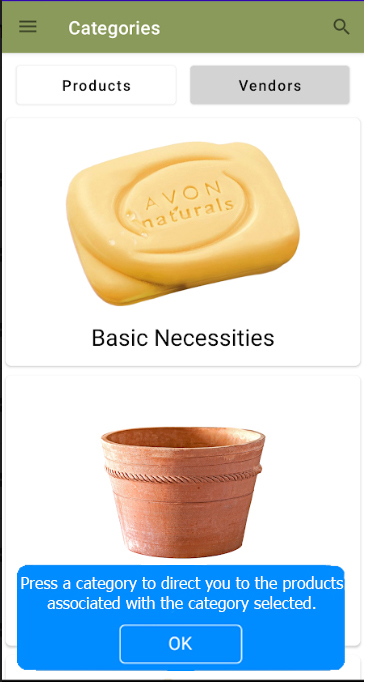 Categories
Products Vendors
AVON
naturals
Basic Necessities
Press a category to direct you to the products
associated with the category selected.
OK